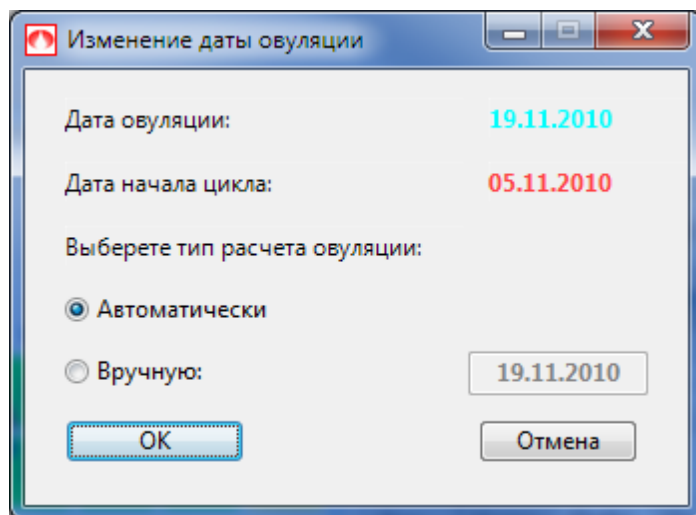 Изменение даты овуляции
Дата овуляции: 19.11.2010
Дата начала цикла: 05.11.2010
Выберете тип расчета овуляции:
Автоматически
Вручную: 19.11.2010
ОК Отмена